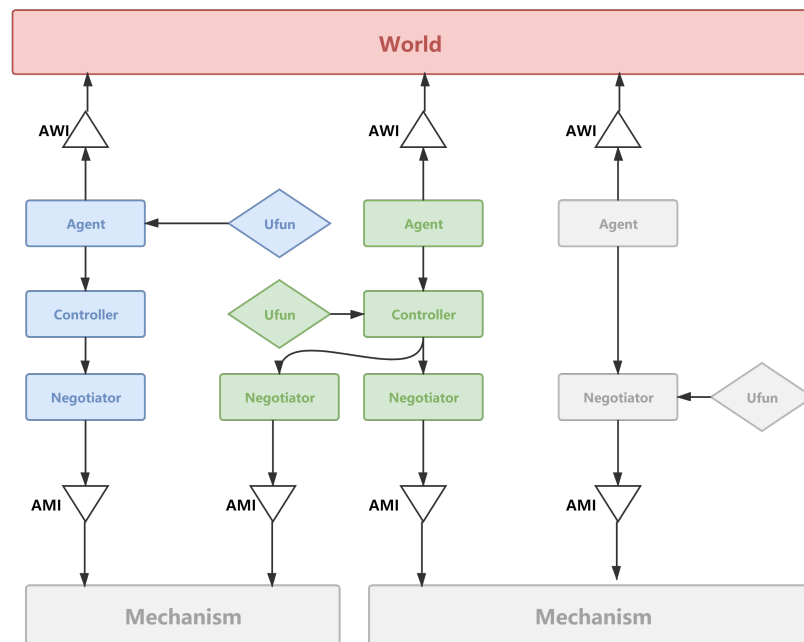 World
AWI
AWI
AWI
Agent
Ufun
Agent
Agent
Controller
Ufun
Controller
Negotiator
Negotiator
Negotiator
Negotiator
Ufun
AMI
AMI
AMI
AMI
Mechanism
Mechanism